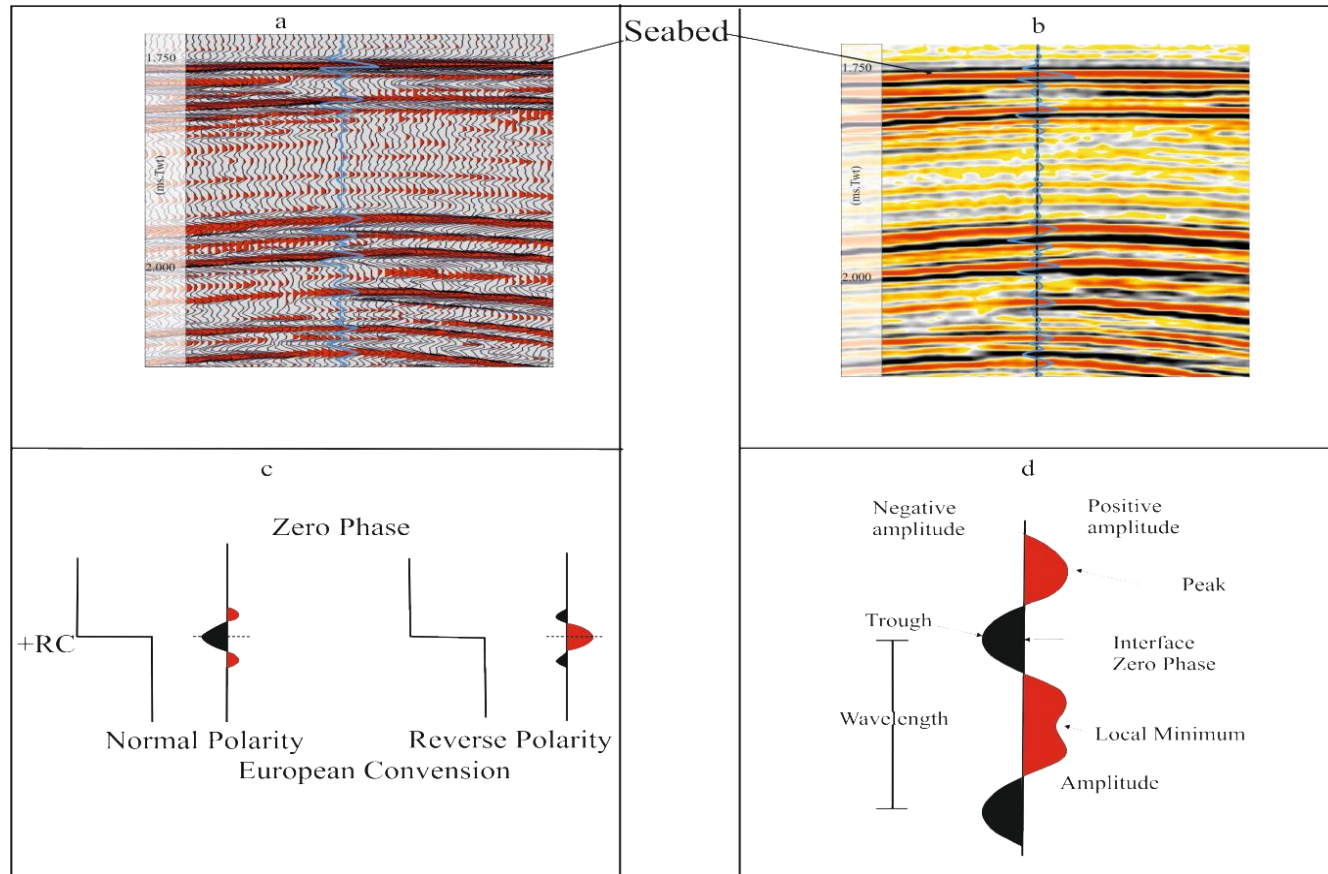 a
Seabed
b
1.750
(ms.Twt)
2.000
1.750
(ms.Twt)
2.000
c
Zero Phase
+RC
Normal Polarity
Reverse Polarity
European Convension
d
Negative
amplitude
Positive
amplitude
Peak
Trough
Interface
Zero Phase
Wavelength
Local Minimum
Amplitude